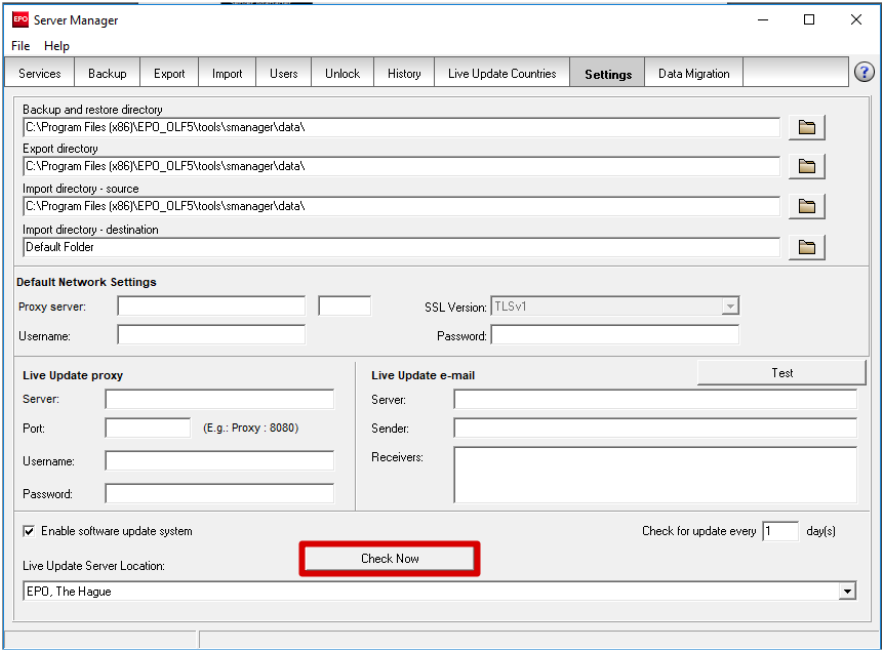 EPO Server Manager
File Help
Services Backup Export Import Users Unlock History Live Update Countries Settings Data Migration ?
Backup and restore directory
C:\Program Files (x86)\EPO_OLF5\tools\smanager\data\
Export directory
C:\Program Files (x86)\EPO_OLF5\tools\smanager\data\
Import directory - source
C:\Program Files (x86)\EPO_OLF5\tools\smanager\data\
Import directory - destination
Default Folder
Default Network Settings
Proxy server: SSL Version: TLSv1
Username: Password:
Live Update proxy
Server:
Port: (E.g.: Proxy : 8080)
Username:
Password:
Live Update e-mail Test
Server:
Sender:
Receivers:
Enable software update system Check for update every 1 day(s)
Check Now
Live Update Server Location:
EPO, The Hague